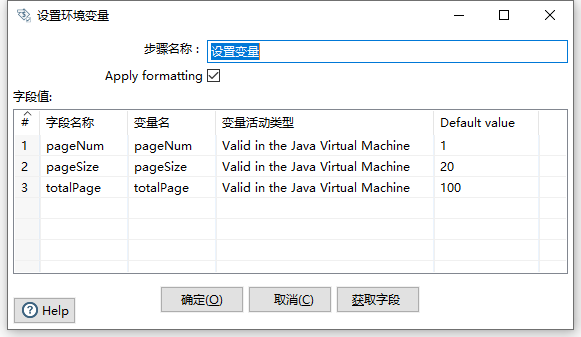 设置环境变量
步骤名称： 设置变量
Apply formatting
字段值:
# 字段名称 变量名 变量活动类型 Default value
1 pageNum pageNum Valid in the Java Virtual Machine 1
2 pageSize pageSize Valid in the Java Virtual Machine 20
3 totalPage totalPage Valid in the Java Virtual Machine 100
确定(O) 取消(C) 获取字段
Help